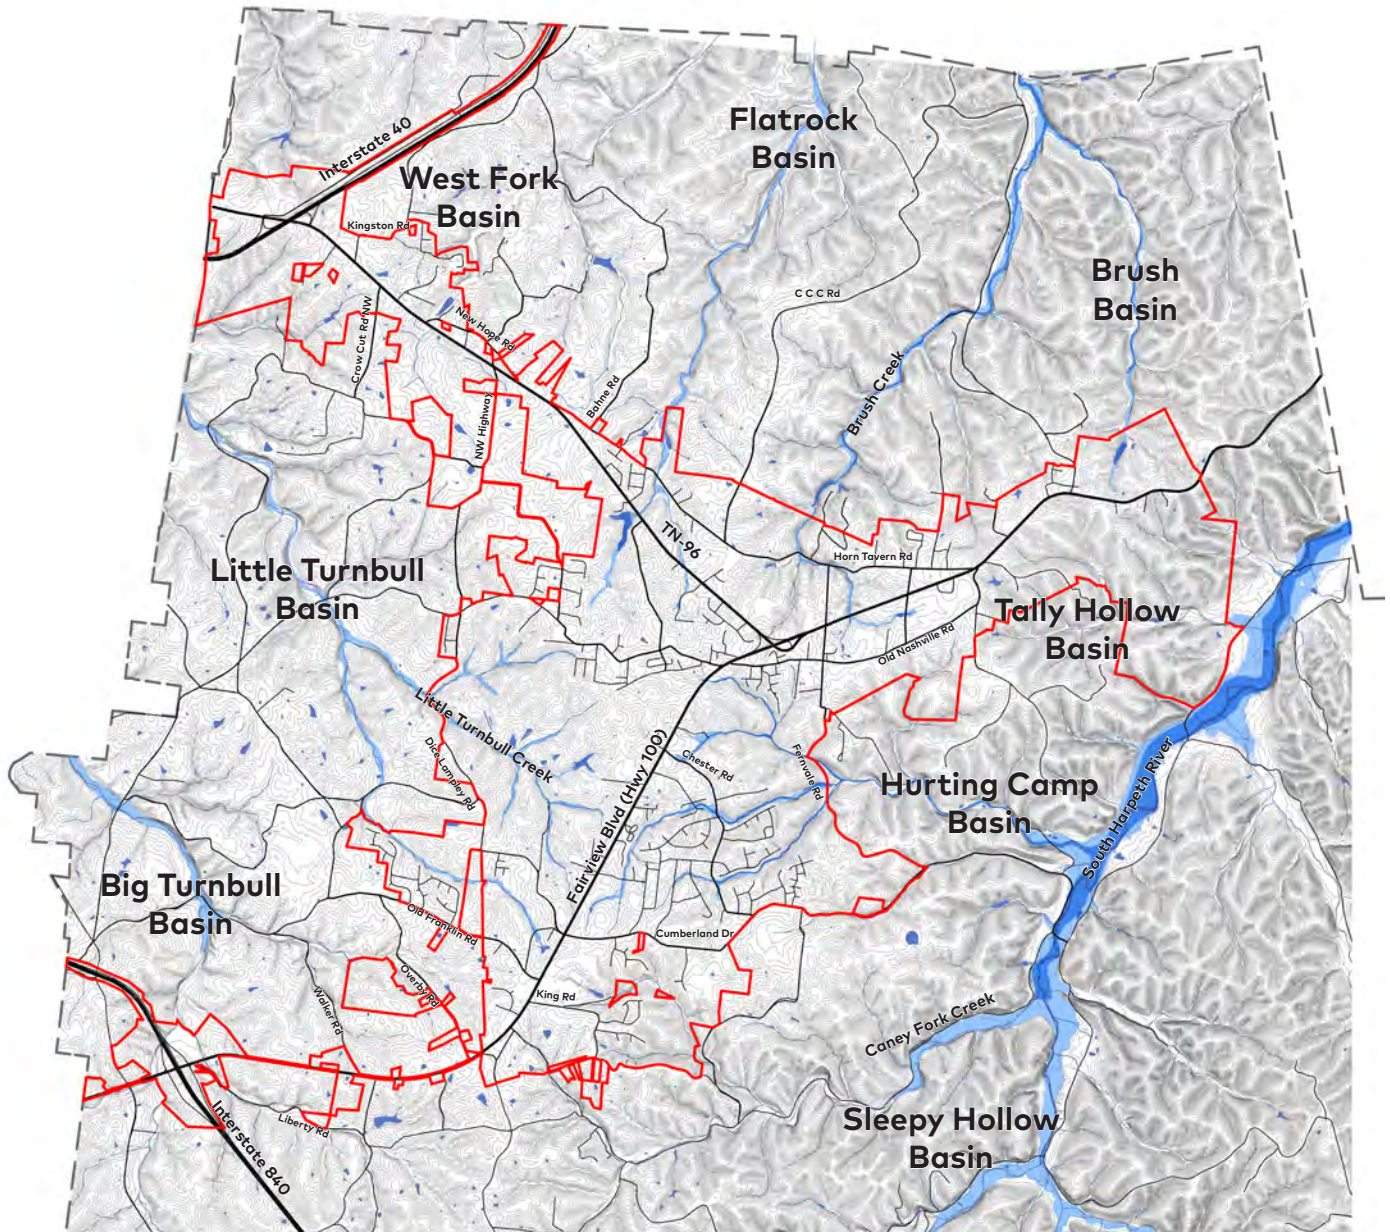 Flatrock
Basin
Interstate 40
West Fork
Basin
Kingston Rd
Brush
Basin
C C C Rd
Crow Cut Rd NW
New Hope Rd
Bahne Rd
Brush Creek
NW Highway
TN-96
Horn Tavern Rd
Little Turnbull
Basin
Tally Hollow
Basin
Old Nashville Rd
Little Turnbull Creek
Dice Lampley Rd
Chester Rd
Fernvale Rd
Fairview Blvd (Hwy 100)
Hurting Camp
Basin
South Harpeth River
Big Turnbull
Basin
Old Franklin Rd
Cumberland Dr
Overby Rd
Walker Rd
King Rd
Caney Fork Creek
Liberty Rd
Interstate 840
Sleepy Hollow
Basin